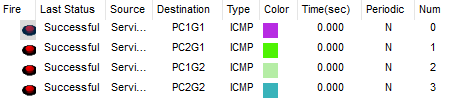 Fire Last Status Source Destination Type Color Time(sec) Periodic Num
Successful Servi... PC1G1 ICMP 0.000 N 0
Successful Servi... PC2G1 ICMP 0.000 N 1
Successful Servi... PC1G2 ICMP 0.000 N 2
Successful Servi... PC2G2 ICMP 0.000 N 3